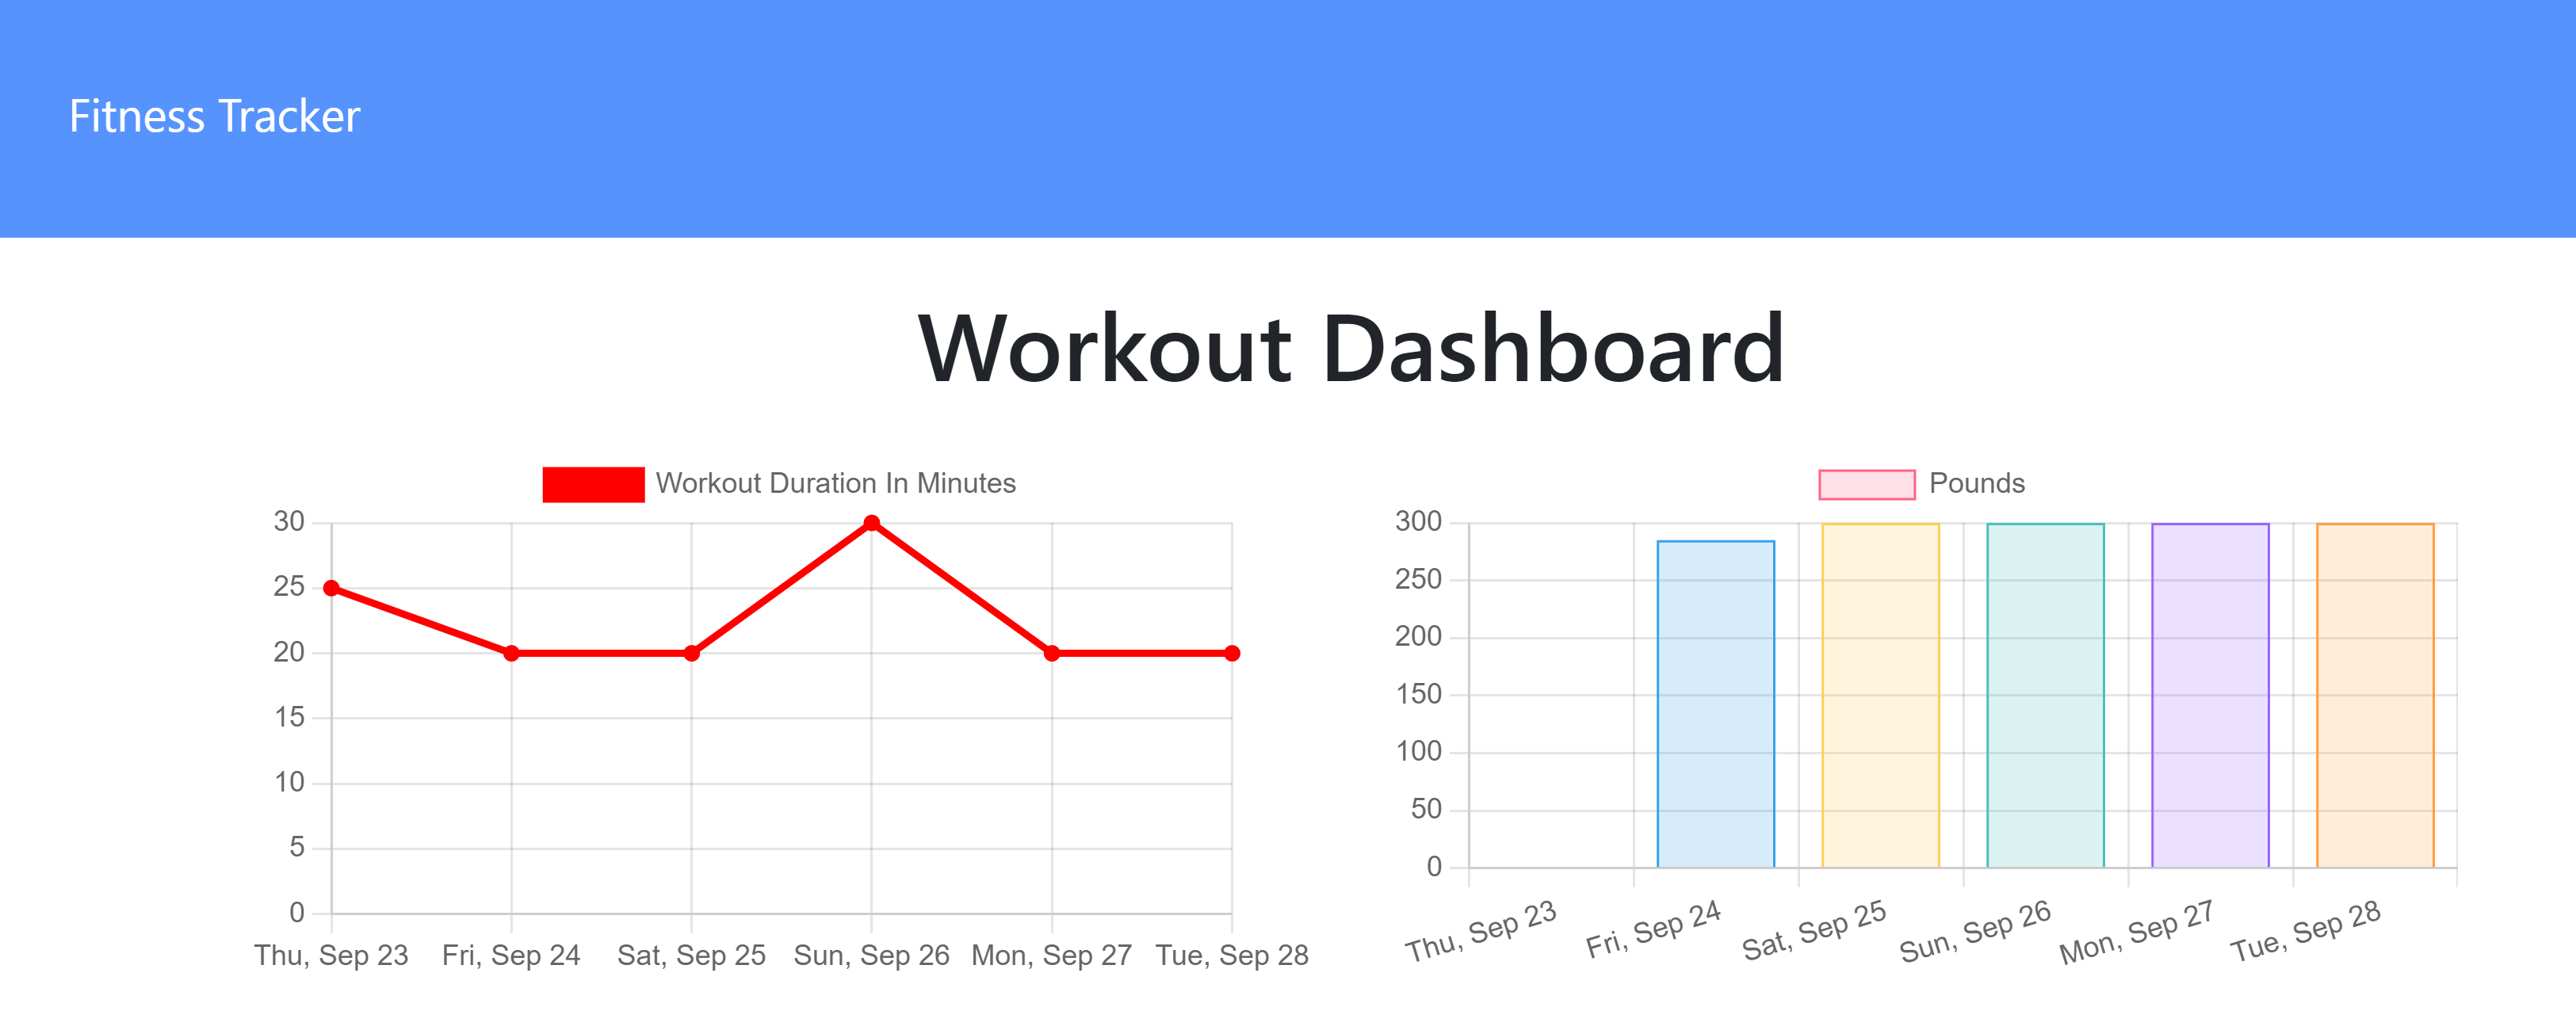 Fitness Tracker
Workout Dashboard
Workout Duration In Minutes
30
25
20
15
10
5
0
Thu, Sep 23 Fri, Sep 24 Sat, Sep 25 Sun, Sep 26 Mon, Sep 27 Tue, Sep 28
Pounds
300
250
200
150
100
50
0
Thu, Sep 23 Fri, Sep 24 Sat, Sep 25 Sun, Sep 26 Mon, Sep 27 Tue, Sep 28